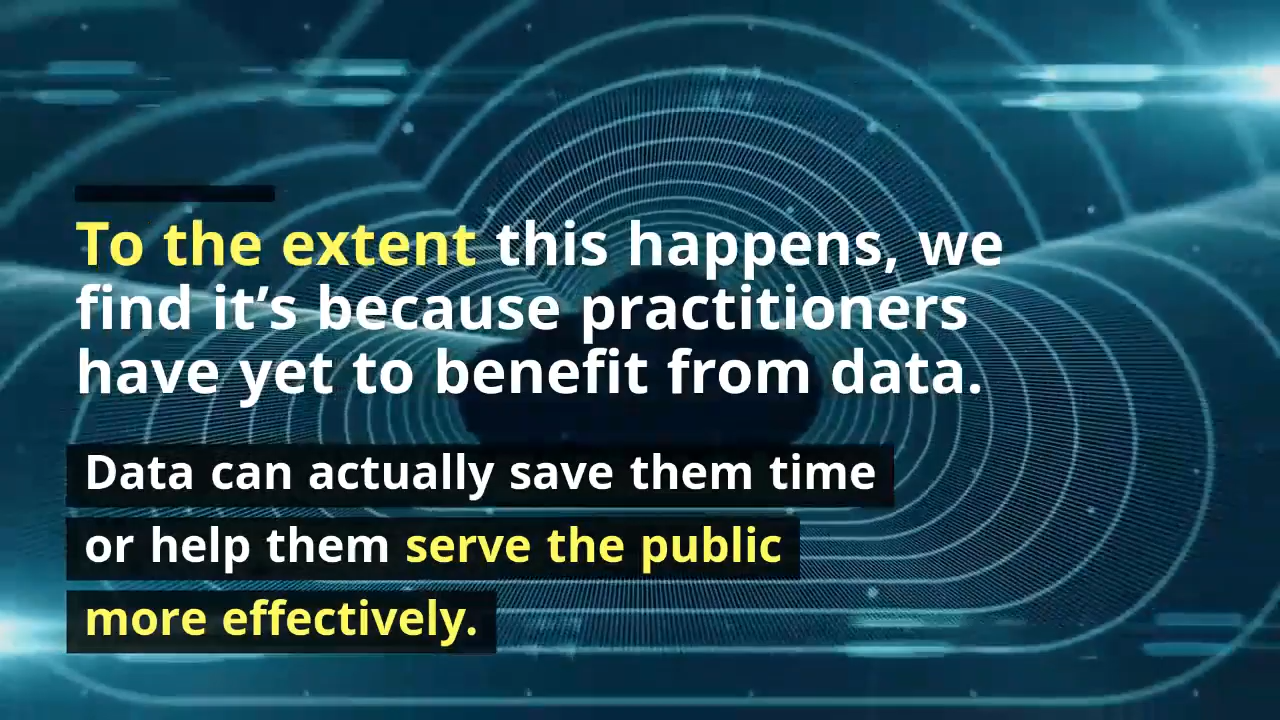 To the extent this happens, we
find it’s because practitioners
have yet to benefit from data.
Data can actually save them time
or help them serve the public
more effectively.